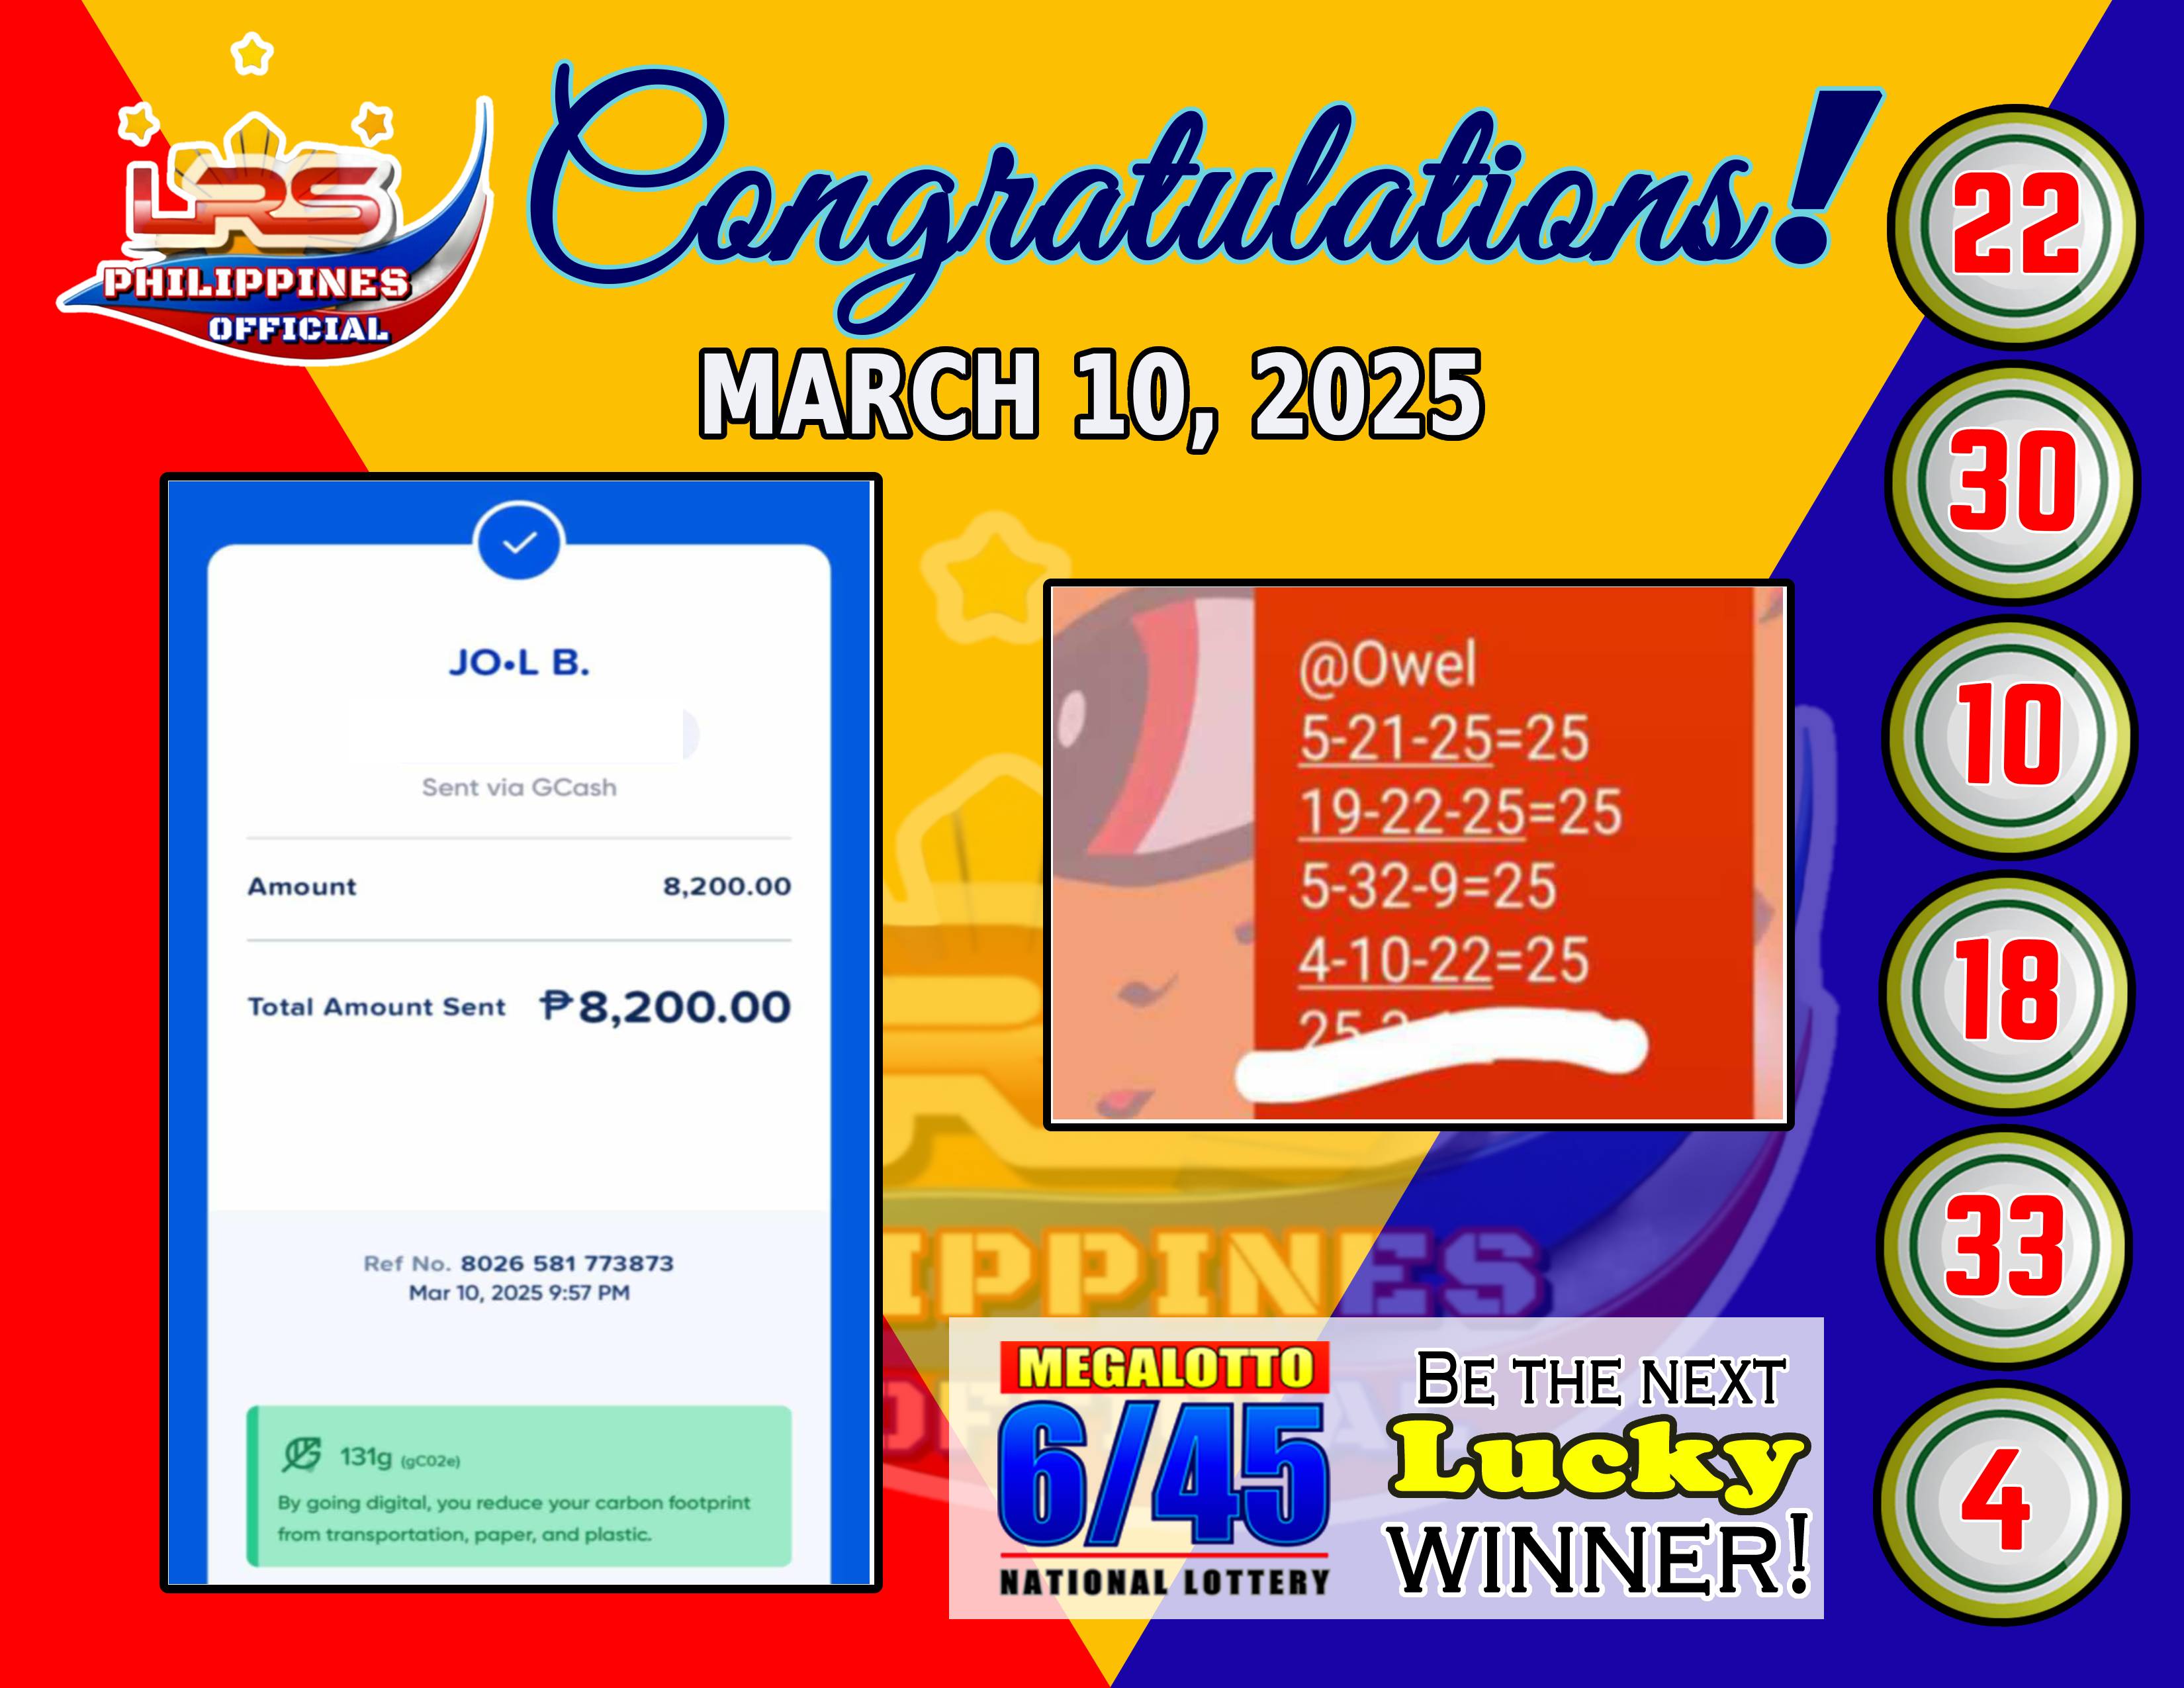 LRS
PHILIPPINES
OFFICIAL
Congratulations!
MARCH 10, 2025
JO•L B.
Sent via GCash
Amount 8,200.00
Total Amount Sent ₱8,200.00
Ref No. 8026 581 773873
Mar 10, 2025 9:57 PM
131g (gCO2e)
By going digital, you reduce your carbon footprint
from transportation, paper, and plastic.
@Owel
5-21-25=25
19-22-25=25
5-32-9=25
4-10-22=25
25-
MEGALOTTO
6/45
NATIONAL LOTTERY
BE THE NEXT
Lucky
WINNER!
22
30
10
18
33
4